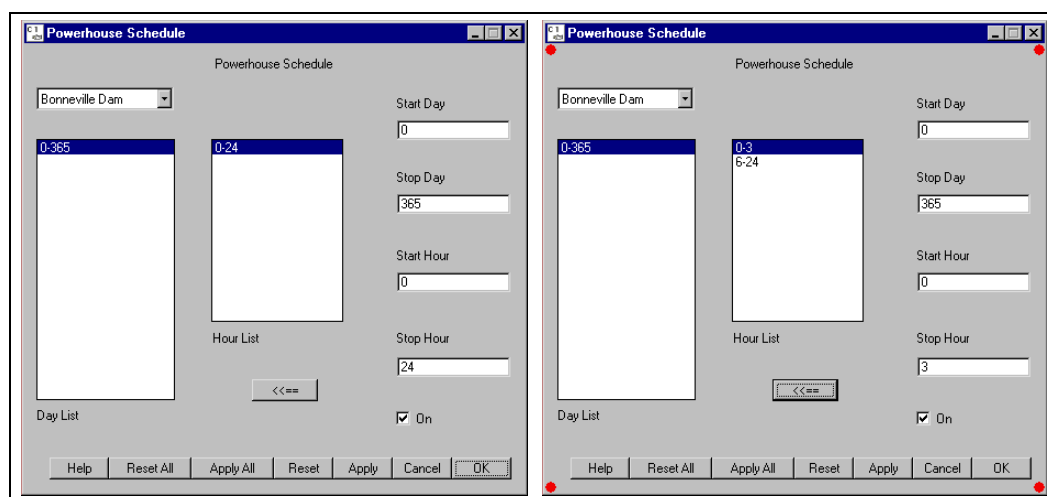 Powerhouse Schedule
Powerhouse Schedule
Bonneville Dam
Start Day
0
0-365
0-24
Stop Day
365
Start Hour
0
Hour List
Stop Hour
24
<<==
Day List
On
Help Reset All Apply All Reset Apply Cancel OK
Powerhouse Schedule
Powerhouse Schedule
Bonneville Dam
Start Day
0
0-365
0-3
6-24
Stop Day
365
Start Hour
0
Hour List
Stop Hour
3
<<==
Day List
On
Help Reset All Apply All Reset Apply Cancel OK